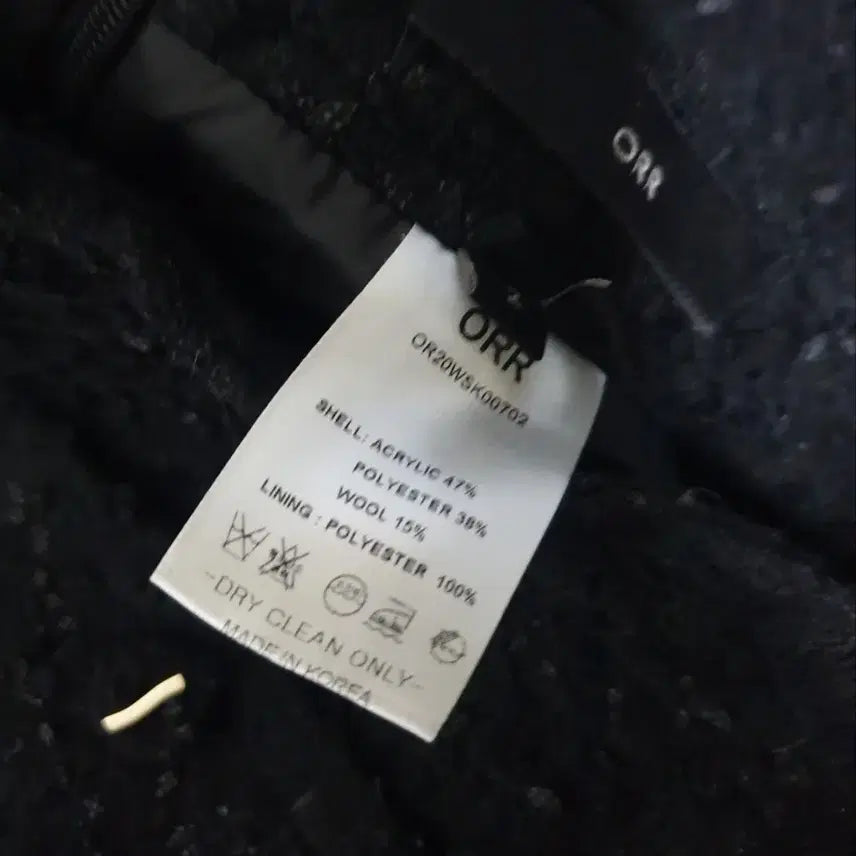 ORR
ORR
OR20WSK00702
SHELL: ACRYLIC 47%
POLYESTER 38%
WOOL 15%
LINING : POLYESTER 100%
-DRY CLEAN ONLY-
MADE IN KOREA